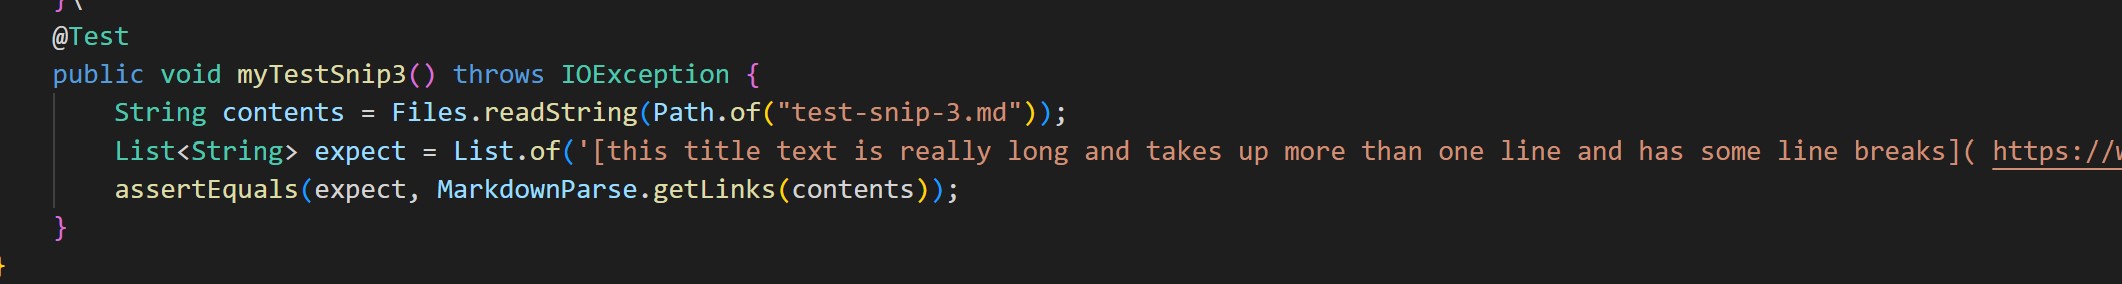 }\
@Test
public void myTestSnip3() throws IOException {
String contents = Files.readString(Path.of("test-snip-3.md"));
List<String> expect = List.of('[this title text is really long and takes up more than one line and has some line breaks]( https://w
assertEquals(expect, MarkdownParse.getLinks(contents));
}
}